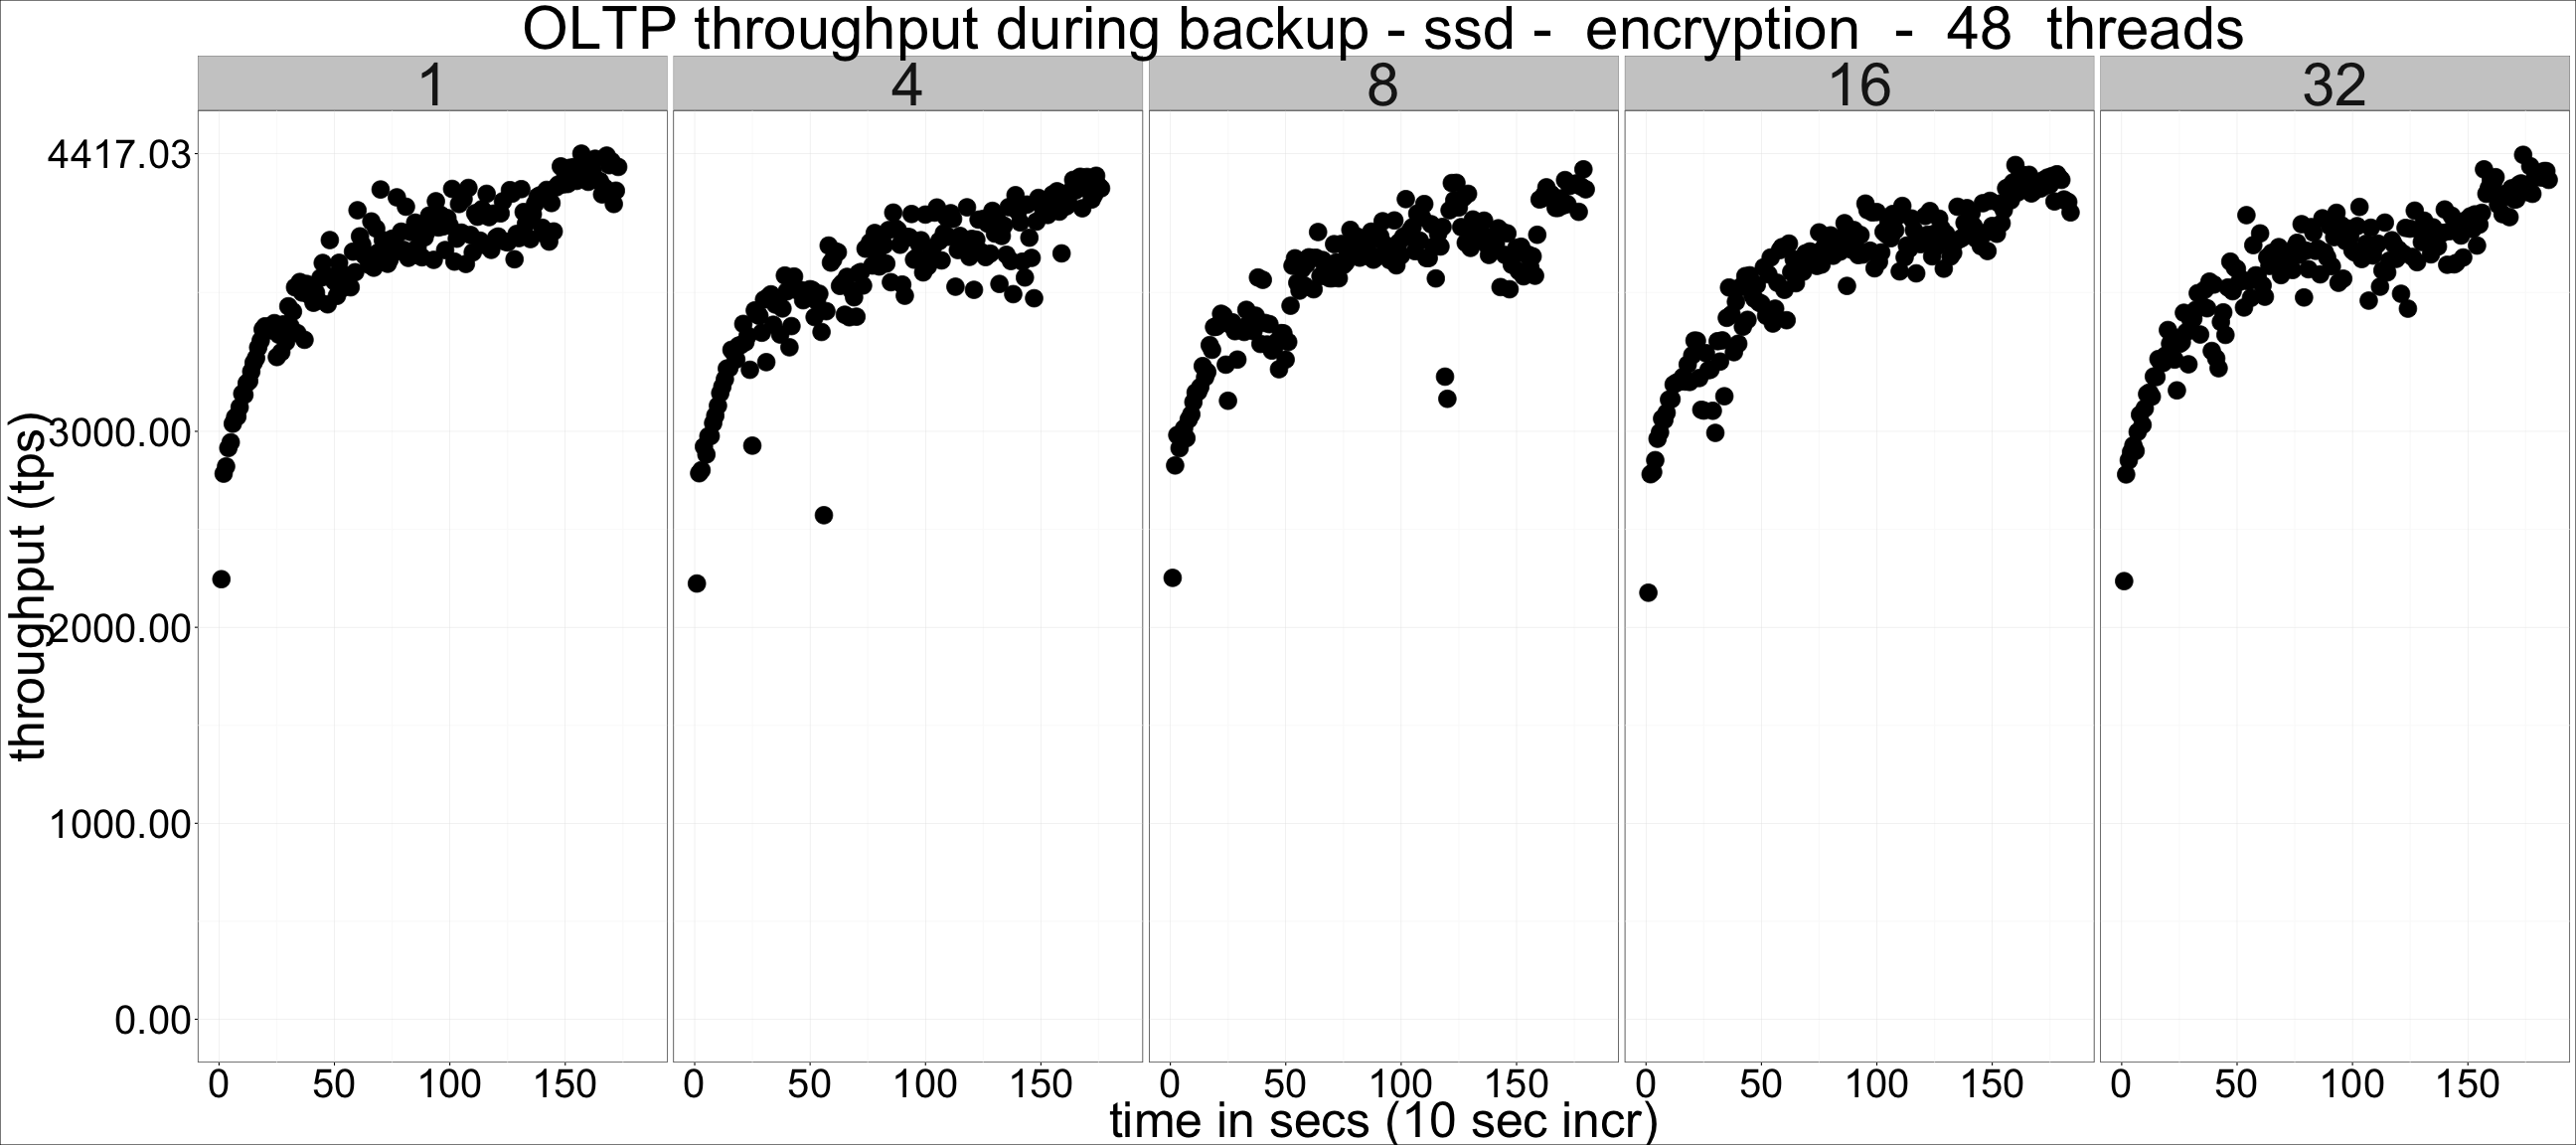 OLTP throughput during backup - ssd -  encryption  -  48  threads
1 4 8 16 32
4417.03
3000.00
2000.00
1000.00
0.00
throughput (tps)
0 50 100 150 0 50 100 150 0 50 100 150 0 50 100 150 0 50 100 150
time in secs (10 sec incr)